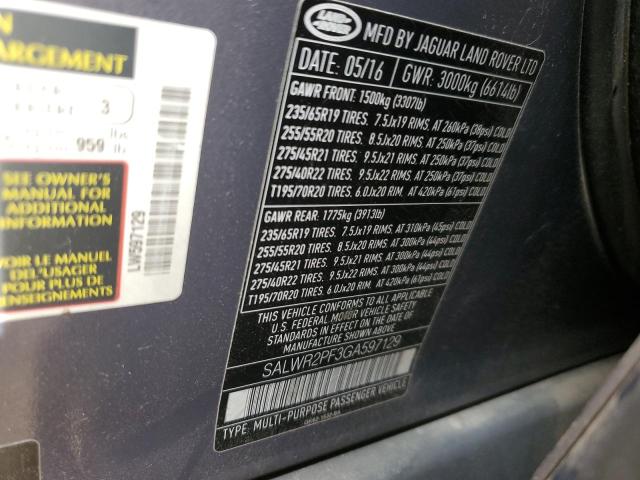 ARGEMENT
3
lbs
959 lb
SEE OWNER'S
MANUAL FOR
ADDITIONAL
INFORMATION
VOIR LE MANUEL
DEL'USAGER
POUR PLUS DE
RENSEIGNEMENTS
LW597129
LAND
ROVER
MFD BY JAGUAR LAND ROVER LTD
DATE: 05/16 GWR: 3000kg (6614lb)
GAWR FRONT: 1500kg (3307lb)
235/65R19 TIRES. 7.5Jx19 RIMS. AT 260kPa (38psi) COLD
255/55R20 TIRES. 8.5Jx20 RIMS. AT 250kPa (37psi) COLD
275/45R21 TIRES. 9.5Jx21 RIMS. AT 250kPa (37psi) COLD
275/40R22 TIRES. 9.5Jx22 RIMS. AT 250kPa (37psi) COLD
T195/70R20 TIRES. 6.0Jx20 RIM. AT 420kPa (61psi) COLD
GAWR REAR: 1775kg (3913lb)
235/65R19 TIRES. 7.5Jx19 RIMS. AT 310kPa (45psi) COLD
255/55R20 TIRES. 8.5Jx20 RIMS. AT 300kPa (44psi) COLD
275/45R21 TIRES. 9.5Jx21 RIMS. AT 300kPa (44psi) COLD
275/40R22 TIRES. 9.5Jx22 RIMS. AT 300kPa (44psi) COLD
T195/70R20 TIRES. 6.0Jx20 RIM. AT 420kPa (61psi) COLD
THIS VEHICLE CONFORMS TO ALL APPLICABLE
U.S. FEDERAL MOTOR VEHICLE SAFETY
STANDARDS IN EFFECT ON THE DATE OF
MANUFACTURE SHOWN ABOVE.
SALWR2PF3GA597129
TYPE: MULTI-PURPOSE PASSENGER VEHICLE